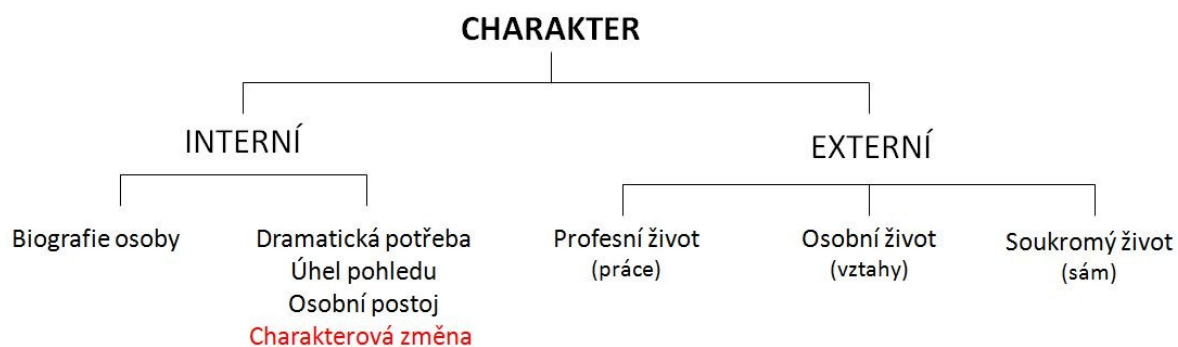 CHARAKTER
INTERNÍ
EXTERNÍ
Biografie osoby
Dramatická potřeba
Úhel pohledu
Osobní postoj
Charakterová změna
Profesní život
(práce)
Osobní život
(vztahy)
Soukromý život
(sám)